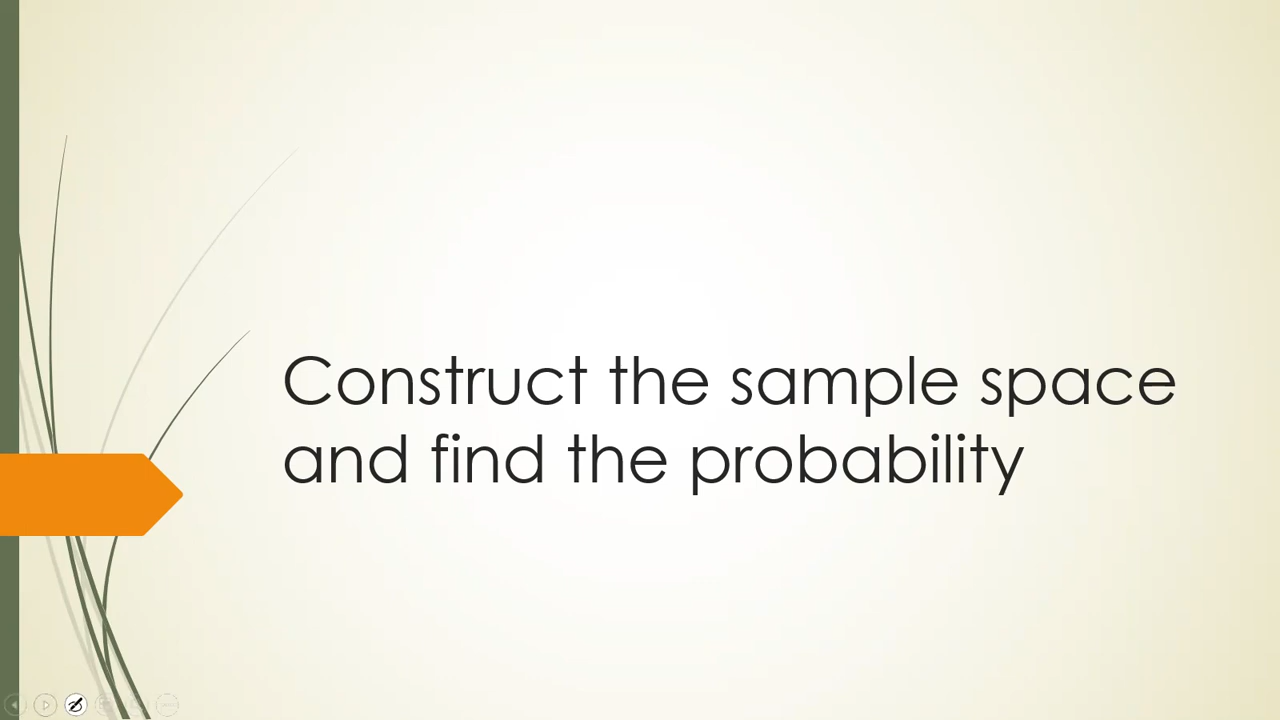 Construct the sample space
and find the probability